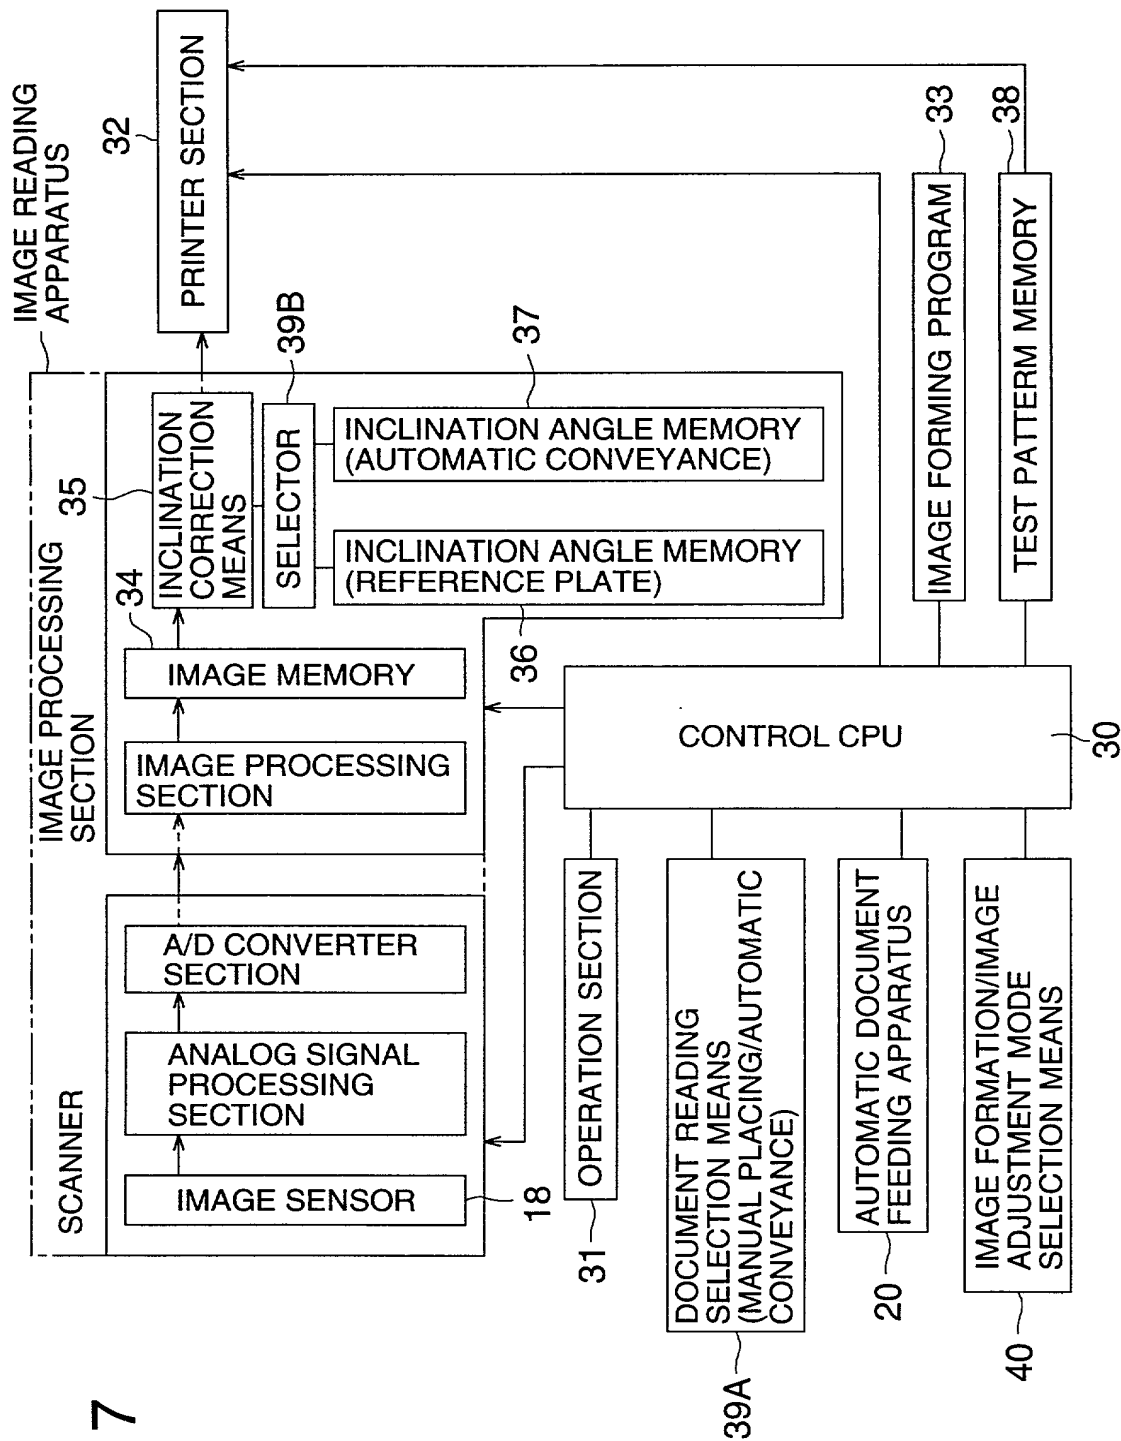 7
IMAGE READING
APPARATUS
SCANNER
IMAGE PROCESSING
SECTION
IMAGE SENSOR
18
ANALOG SIGNAL
PROCESSING
SECTION
A/D CONVERTER
SECTION
IMAGE PROCESSING
SECTION
IMAGE MEMORY
34
INCLINATION
CORRECTION
MEANS
35
SELECTOR
39B
INCLINATION ANGLE MEMORY
(REFERENCE PLATE)
36
INCLINATION ANGLE MEMORY
(AUTOMATIC CONVEYANCE)
37
PRINTER SECTION
32
OPERATION SECTION
31
DOCUMENT READING
SELECTION MEANS
(MANUAL PLACING/AUTOMATIC
CONVEYANCE)
39A
AUTOMATIC DOCUMENT
FEEDING APPARATUS
20
IMAGE FORMATION/IMAGE
ADJUSTMENT MODE
SELECTION MEANS
40
CONTROL CPU
30
IMAGE FORMING PROGRAM
33
TEST PATTERM MEMORY
38